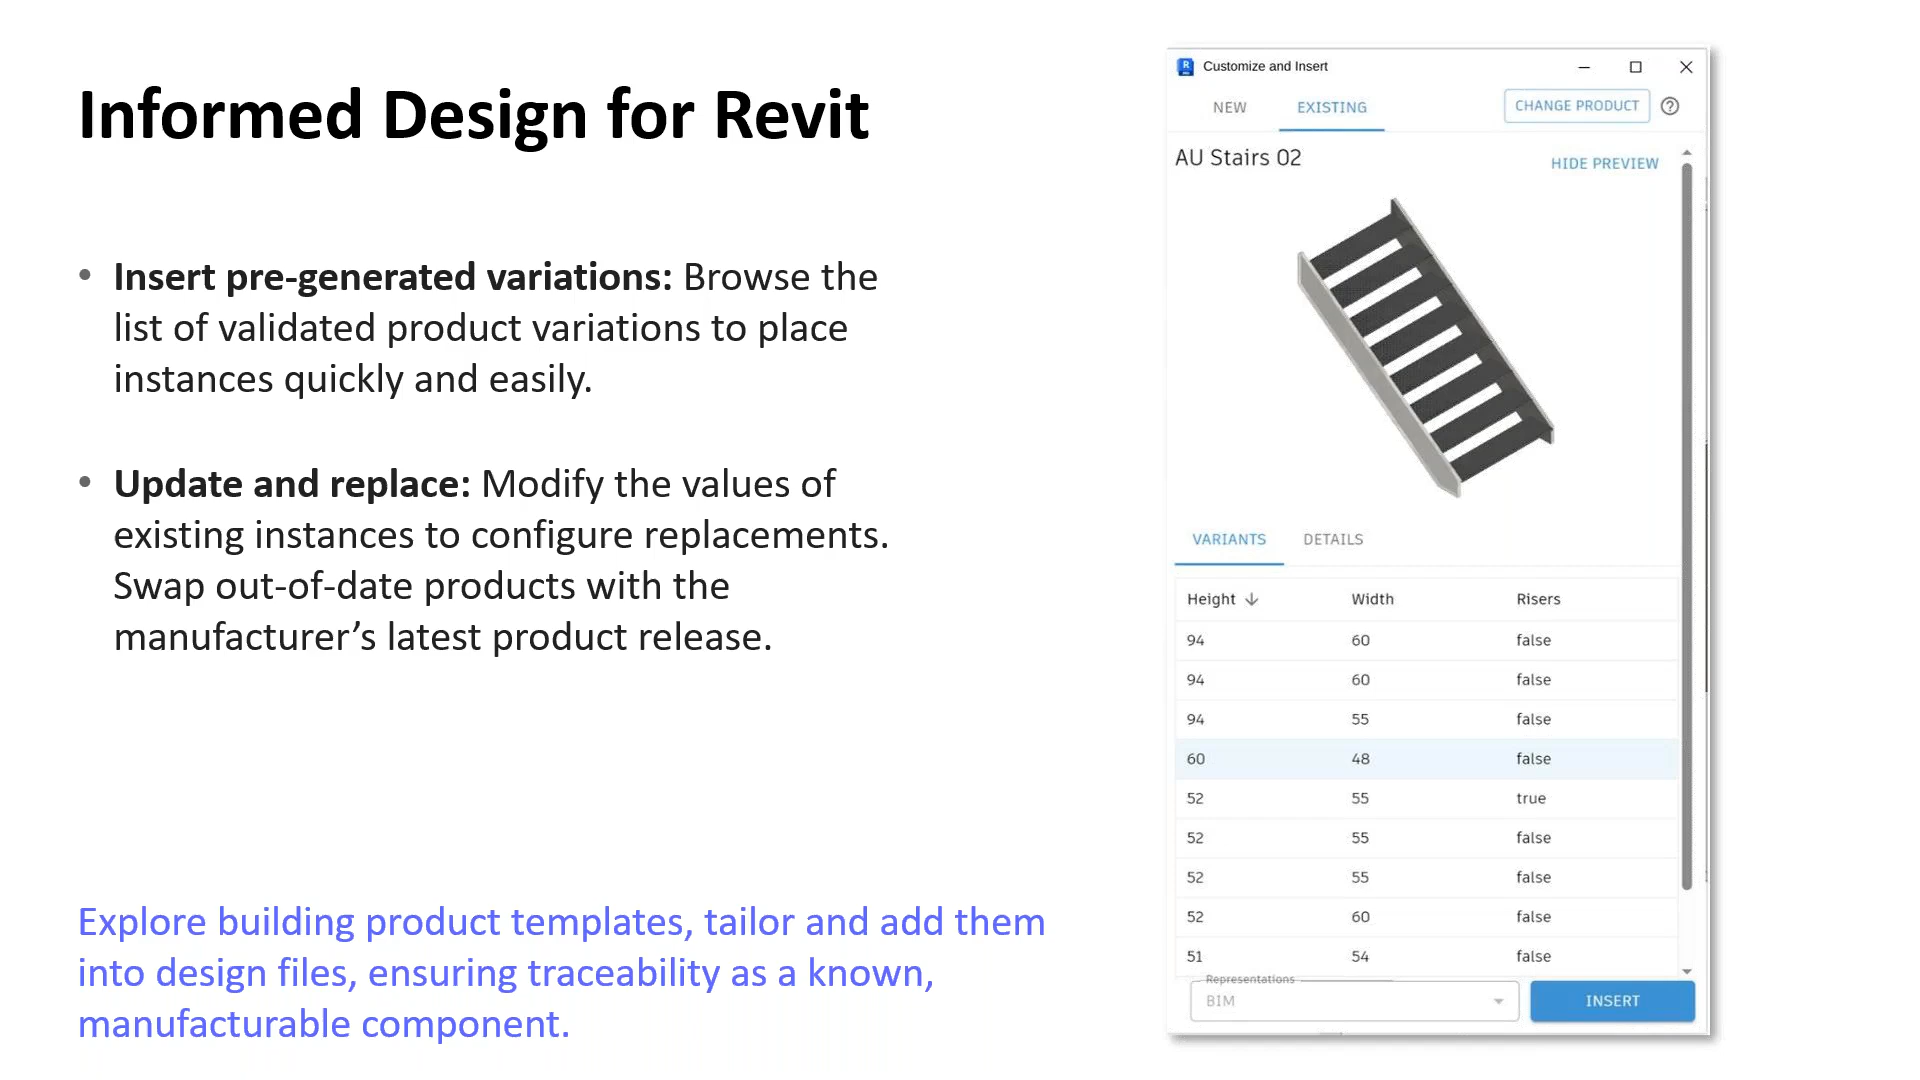 Informed Design for Revit
• Insert pre-generated variations: Browse the
list of validated product variations to place
instances quickly and easily.
• Update and replace: Modify the values of
existing instances to configure replacements.
Swap out-of-date products with the
manufacturer’s latest product release.
Explore building product templates, tailor and add them
into design files, ensuring traceability as a known,
manufacturable component.
Customize and Insert
NEW EXISTING CHANGE PRODUCT
AU Stairs 02
HIDE PREVIEW
VARIANTS DETAILS
Height Width Risers
94 60 false
94 60 false
94 55 false
60 48 false
52 55 true
52 55 false
52 55 false
52 60 false
51 54 false
Representations
BIM
INSERT